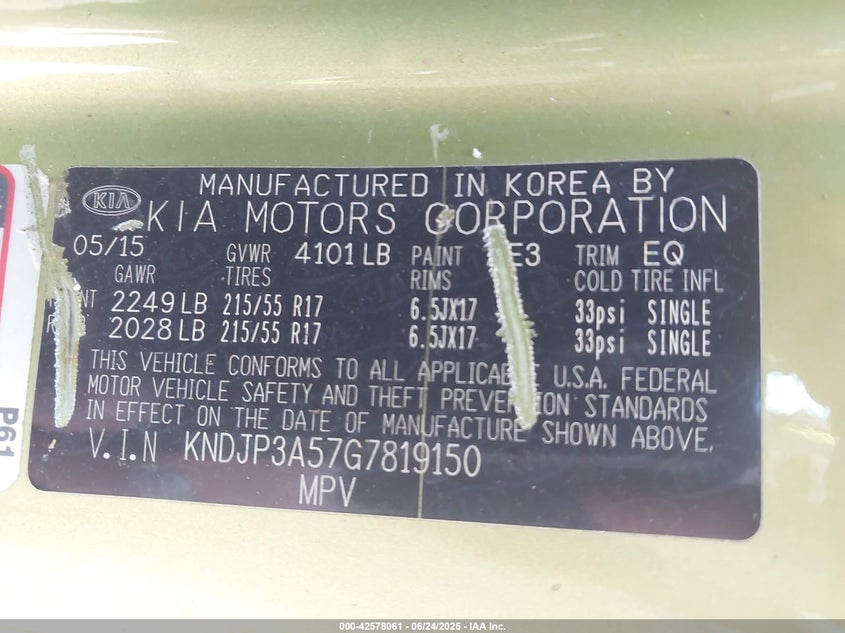 MANUFACTURED IN KOREA BY
KIA KIA MOTORS CORPORATION
05/15 GVWR 4101 LB PAINT E3 TRIM EQ
GAWR TIRES RIMS COLD TIRE INFL
2249 LB 215/55 R17 6.5JX17 33psi SINGLE
2028 LB 215/55 R17 6.5JX17 33psi SINGLE
THIS VEHICLE CONFORMS TO ALL U.S.A. FEDERAL
MOTOR VEHICLE SAFETY AND THEFT STANDARDS
IN EFFECT ON THE DATE OF MANUFACTURE SHOWN ABOVE.
V.I.N KNDJP3A57G7819150
MPV
P61
000-42578061 - 06/24/2025 - IAA Inc.